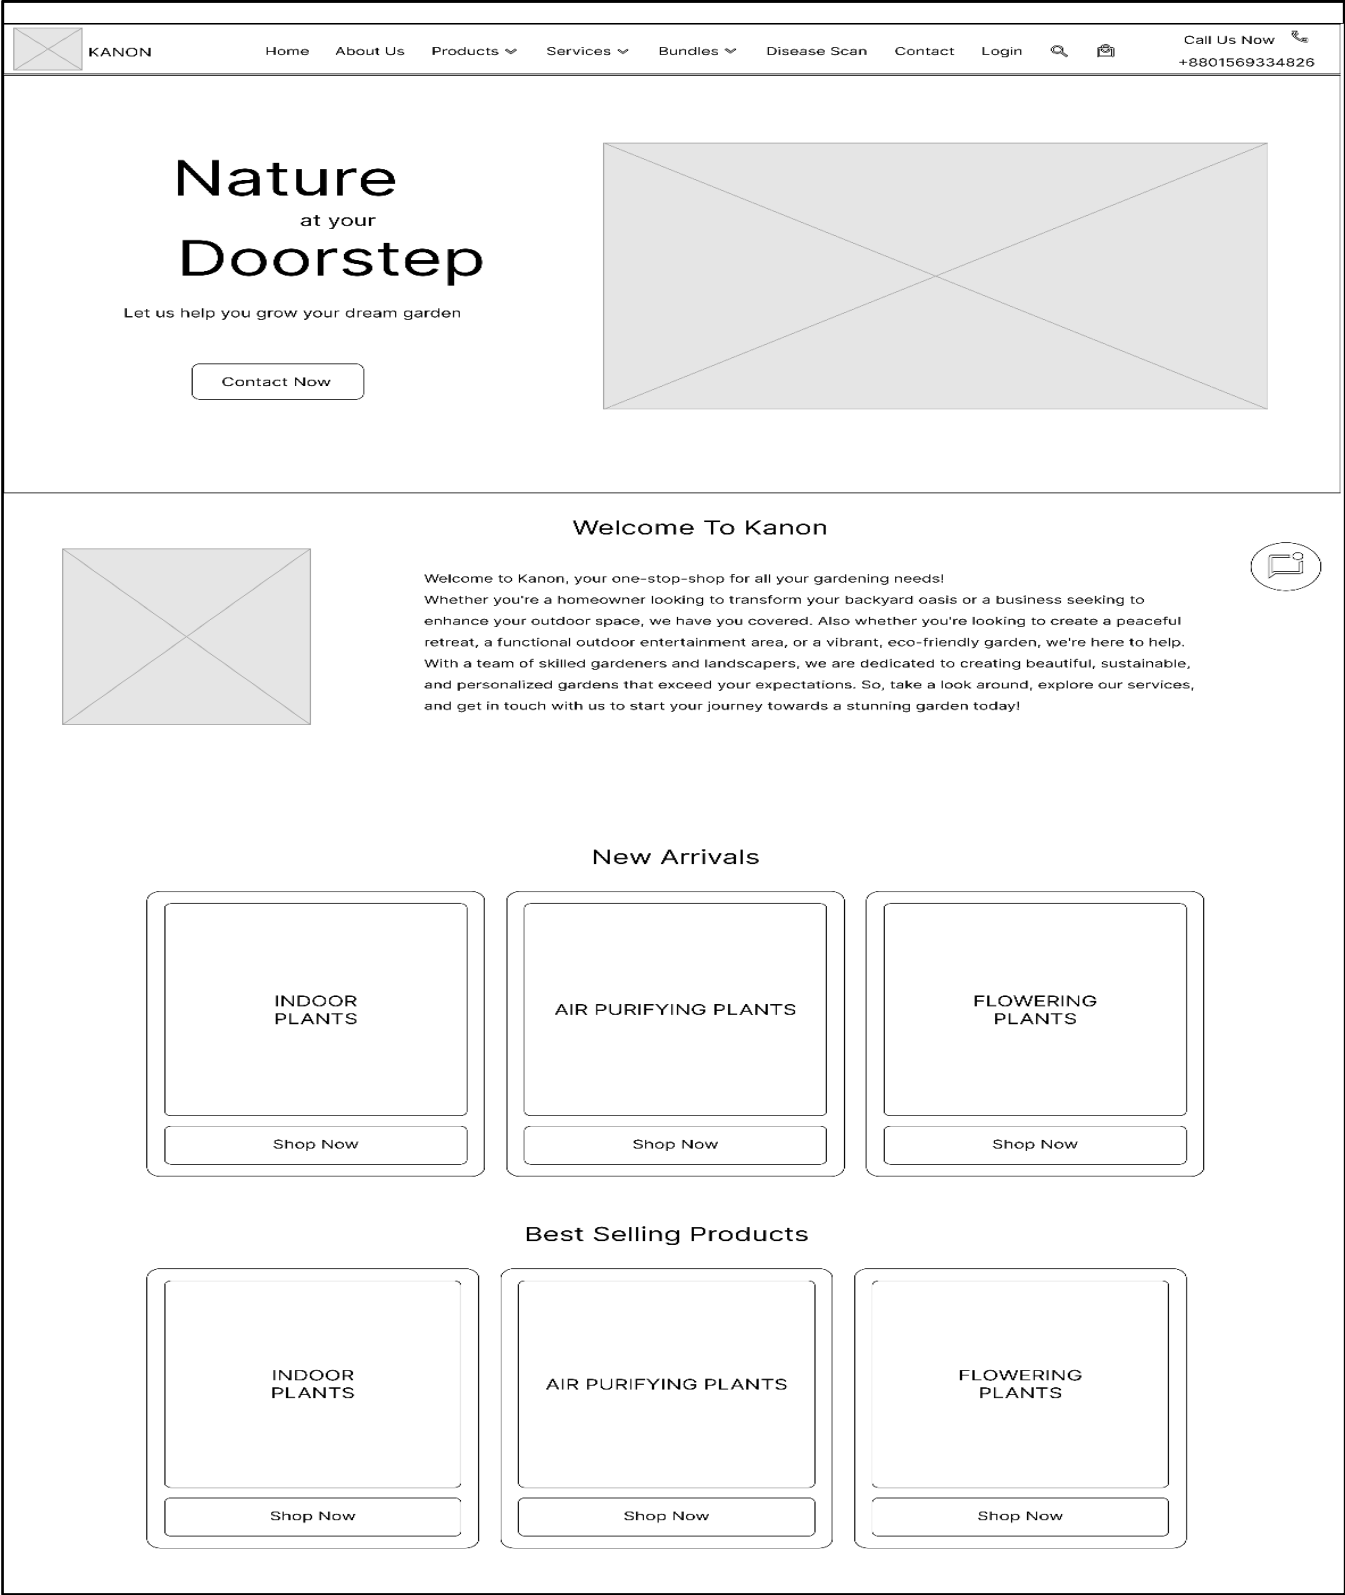 KANON
Home About Us Products Services Bundles Disease Scan Contact Login
Call Us Now
+8801569334826
Nature
at your
Doorstep
Let us help you grow your dream garden
Contact Now
Welcome To Kanon
Welcome to Kanon, your one-stop-shop for all your gardening needs!
Whether you're a homeowner looking to transform your backyard oasis or a business seeking to
enhance your outdoor space, we have you covered. Also whether you're looking to create a peaceful
retreat, a functional outdoor entertainment area, or a vibrant, eco-friendly garden, we're here to help.
With a team of skilled gardeners and landscapers, we are dedicated to creating beautiful, sustainable,
and personalized gardens that exceed your expectations. So, take a look around, explore our services,
and get in touch with us to start your journey towards a stunning garden today!
New Arrivals
INDOOR
PLANTS
AIR PURIFYING PLANTS
FLOWERING
PLANTS
Shop Now
Shop Now
Shop Now
Best Selling Products
INDOOR
PLANTS
AIR PURIFYING PLANTS
FLOWERING
PLANTS
Shop Now
Shop Now
Shop Now